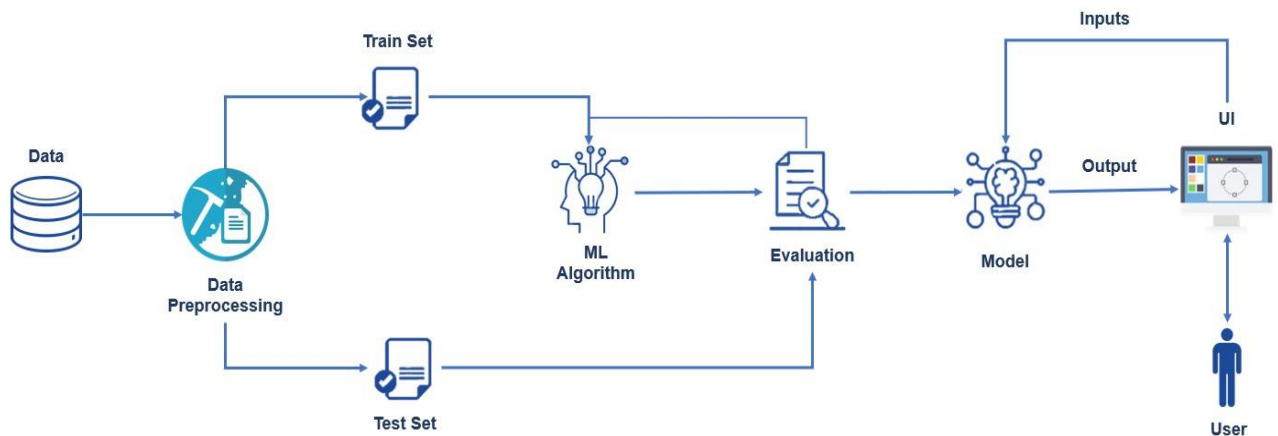 Inputs
Train Set
UI
Data
Output
ML
Algorithm
Evaluation
Model
Data
Preprocessing
Test Set
User